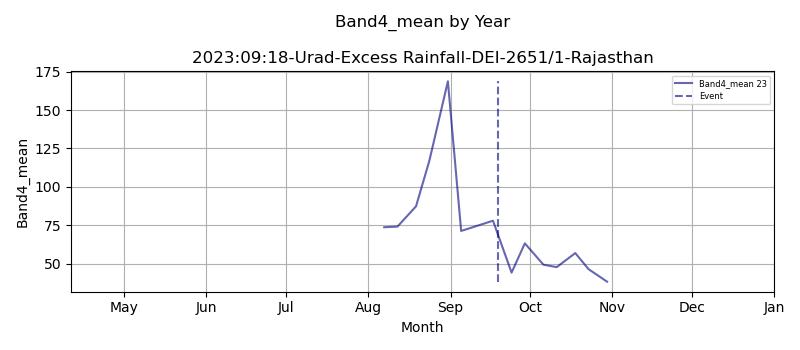 Band4_mean by Year
2023:09:18-Urad-Excess Rainfall-DEI-2651/1-Rajasthan
175
150
125
100
75
50
Band4_mean
Band4_mean 23
Event
May Jun Jul Aug Sep Oct Nov Dec Jan
Month